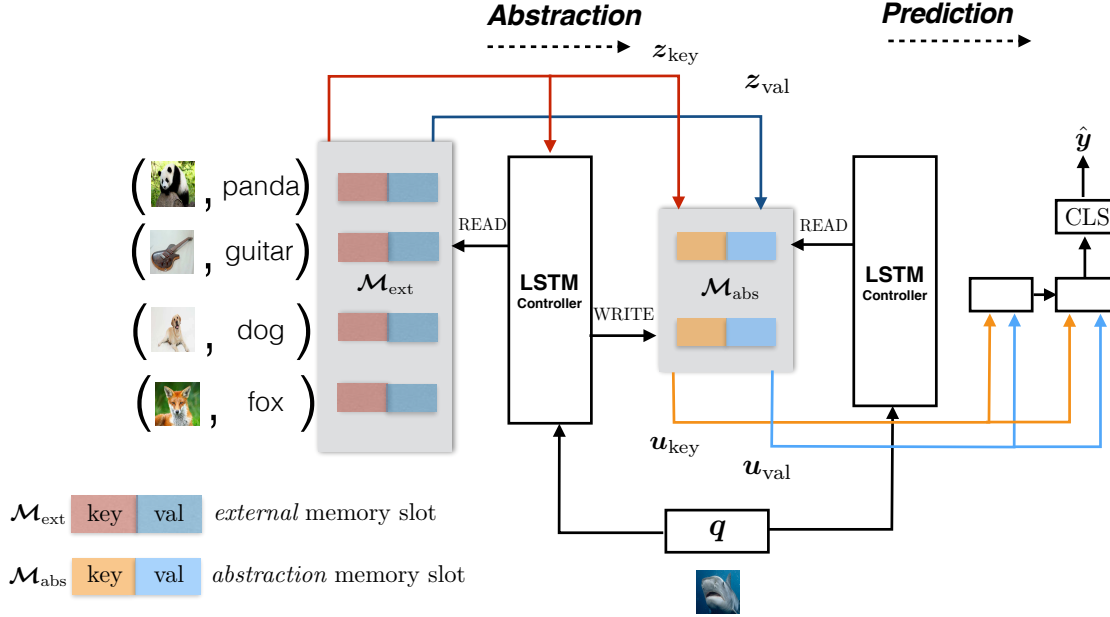 Abstraction
Prediction
z_key
z_val
ŷ
(, panda)
CLS
(, guitar)
READ
READ
M_ext
LSTM
Controller
M_abs
LSTM
Controller
(, dog)
WRITE
(, fox)
u_key
u_val
M_ext key val external memory slot
q
M_abs key val abstraction memory slot